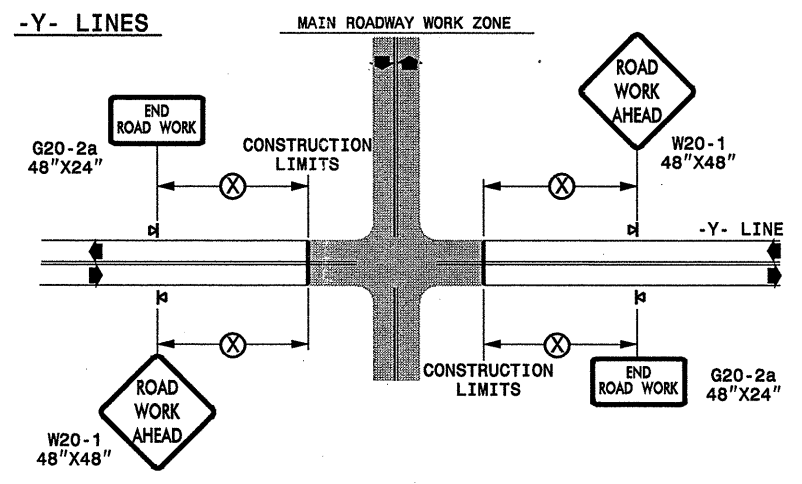 -Y- LINES
MAIN ROADWAY WORK ZONE
END
ROAD WORK
G20-2a
48"X24"
CONSTRUCTION
LIMITS
X
X
ROAD
WORK
AHEAD
W20-1
48"X48"
-Y- LINE
X
X
ROAD
WORK
AHEAD
W20-1
48"X48"
CONSTRUCTION
LIMITS
END
ROAD WORK
G20-2a
48"X24"